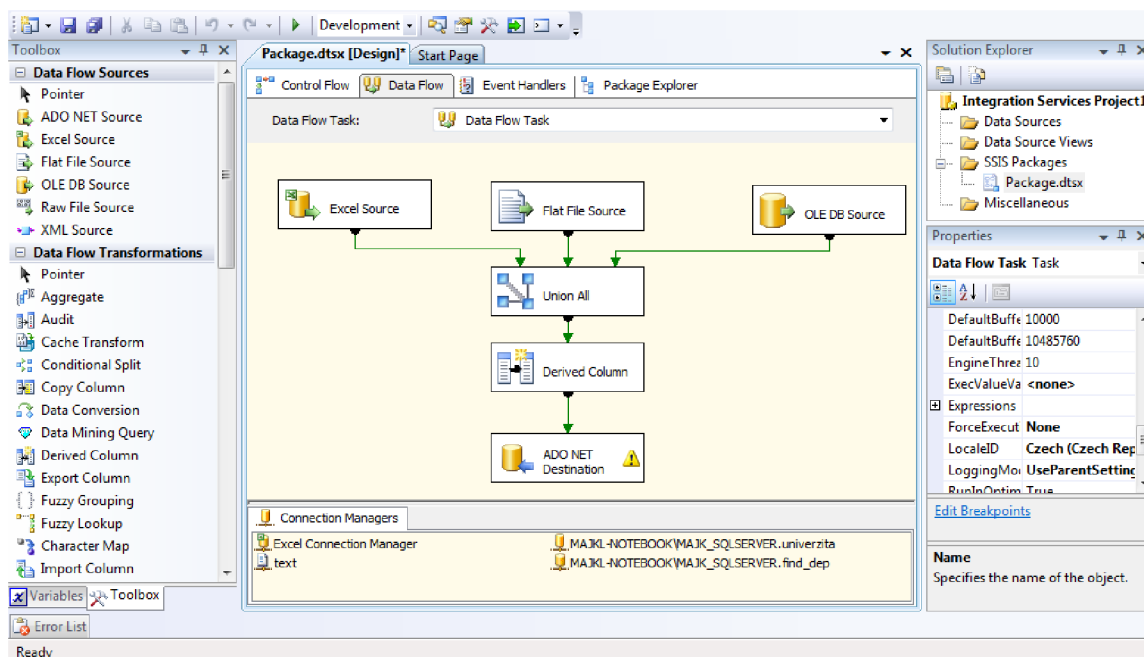 Development
Toolbox
Data Flow Sources
Pointer
ADO NET Source
Excel Source
Flat File Source
OLE DB Source
Raw File Source
XML Source
Data Flow Transformations
Pointer
Aggregate
Audit
Cache Transform
Conditional Split
Copy Column
Data Conversion
Data Mining Query
Derived Column
Export Column
Fuzzy Grouping
Fuzzy Lookup
Character Map
Import Column
Variables
Toolbox
Package.dtsx [Design]*
Start Page
Control Flow
Data Flow
Event Handlers
Package Explorer
Data Flow Task:
Data Flow Task
Excel Source
Flat File Source
OLE DB Source
Union All
Derived Column
ADO NET
Destination
Connection Managers
Excel Connection Manager
MAJKL-NOTEBOOK\MAJK_SQLSERVER.univerzita
text
MAJKL-NOTEBOOK\MAJK_SQLSERVER.find_dep
Solution Explorer
Integration Services Project1
Data Sources
Data Source Views
SSIS Packages
Package.dtsx
Miscellaneous
Properties
Data Flow Task Task
DefaultBuffe 10000
DefaultBuffe 10485760
EngineThrea 10
ExecValueVa <none>
Expressions
ForceExecut None
LocaleID Czech (Czech Rep
LoggingMo UseParentSetting
RunInOptim True
Edit Breakpoints
Name
Specifies the name of the object.
Error List
Ready